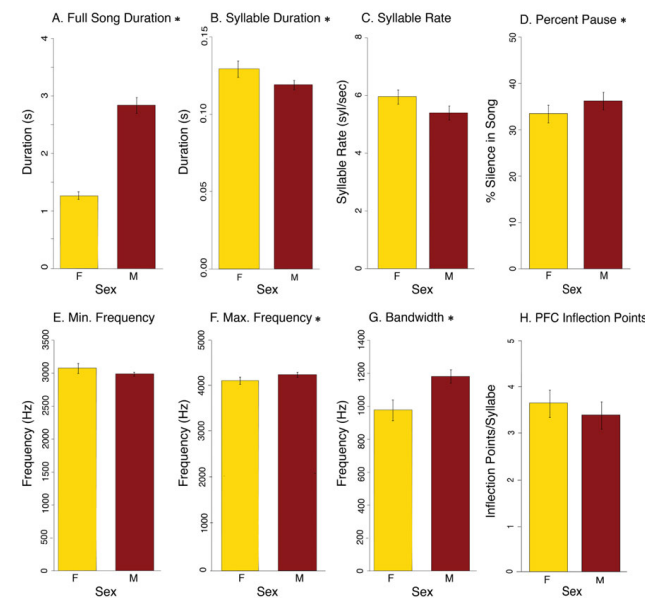 A. Full Song Duration *
B. Syllable Duration *
C. Syllable Rate
D. Percent Pause *
Duration (s)
0
1
2
3
4
F
M
Sex
Duration (s)
0.00
0.05
0.10
0.15
F
M
Sex
Syllable Rate (syl/sec)
0
2
4
6
8
F
M
Sex
% Silence in Song
0
10
20
30
40
50
F
M
Sex
E. Min. Frequency
F. Max. Frequency *
G. Bandwidth *
H. PFC Inflection Points
Frequency (Hz)
0
500
1000
1500
2000
2500
3000
3500
F
M
Sex
Frequency (Hz)
0
1000
2000
3000
4000
5000
F
M
Sex
Frequency (Hz)
0
200
400
600
800
1000
1200
1400
F
M
Sex
Inflection Points/Syllabe
0
1
2
3
4
5
F
M
Sex